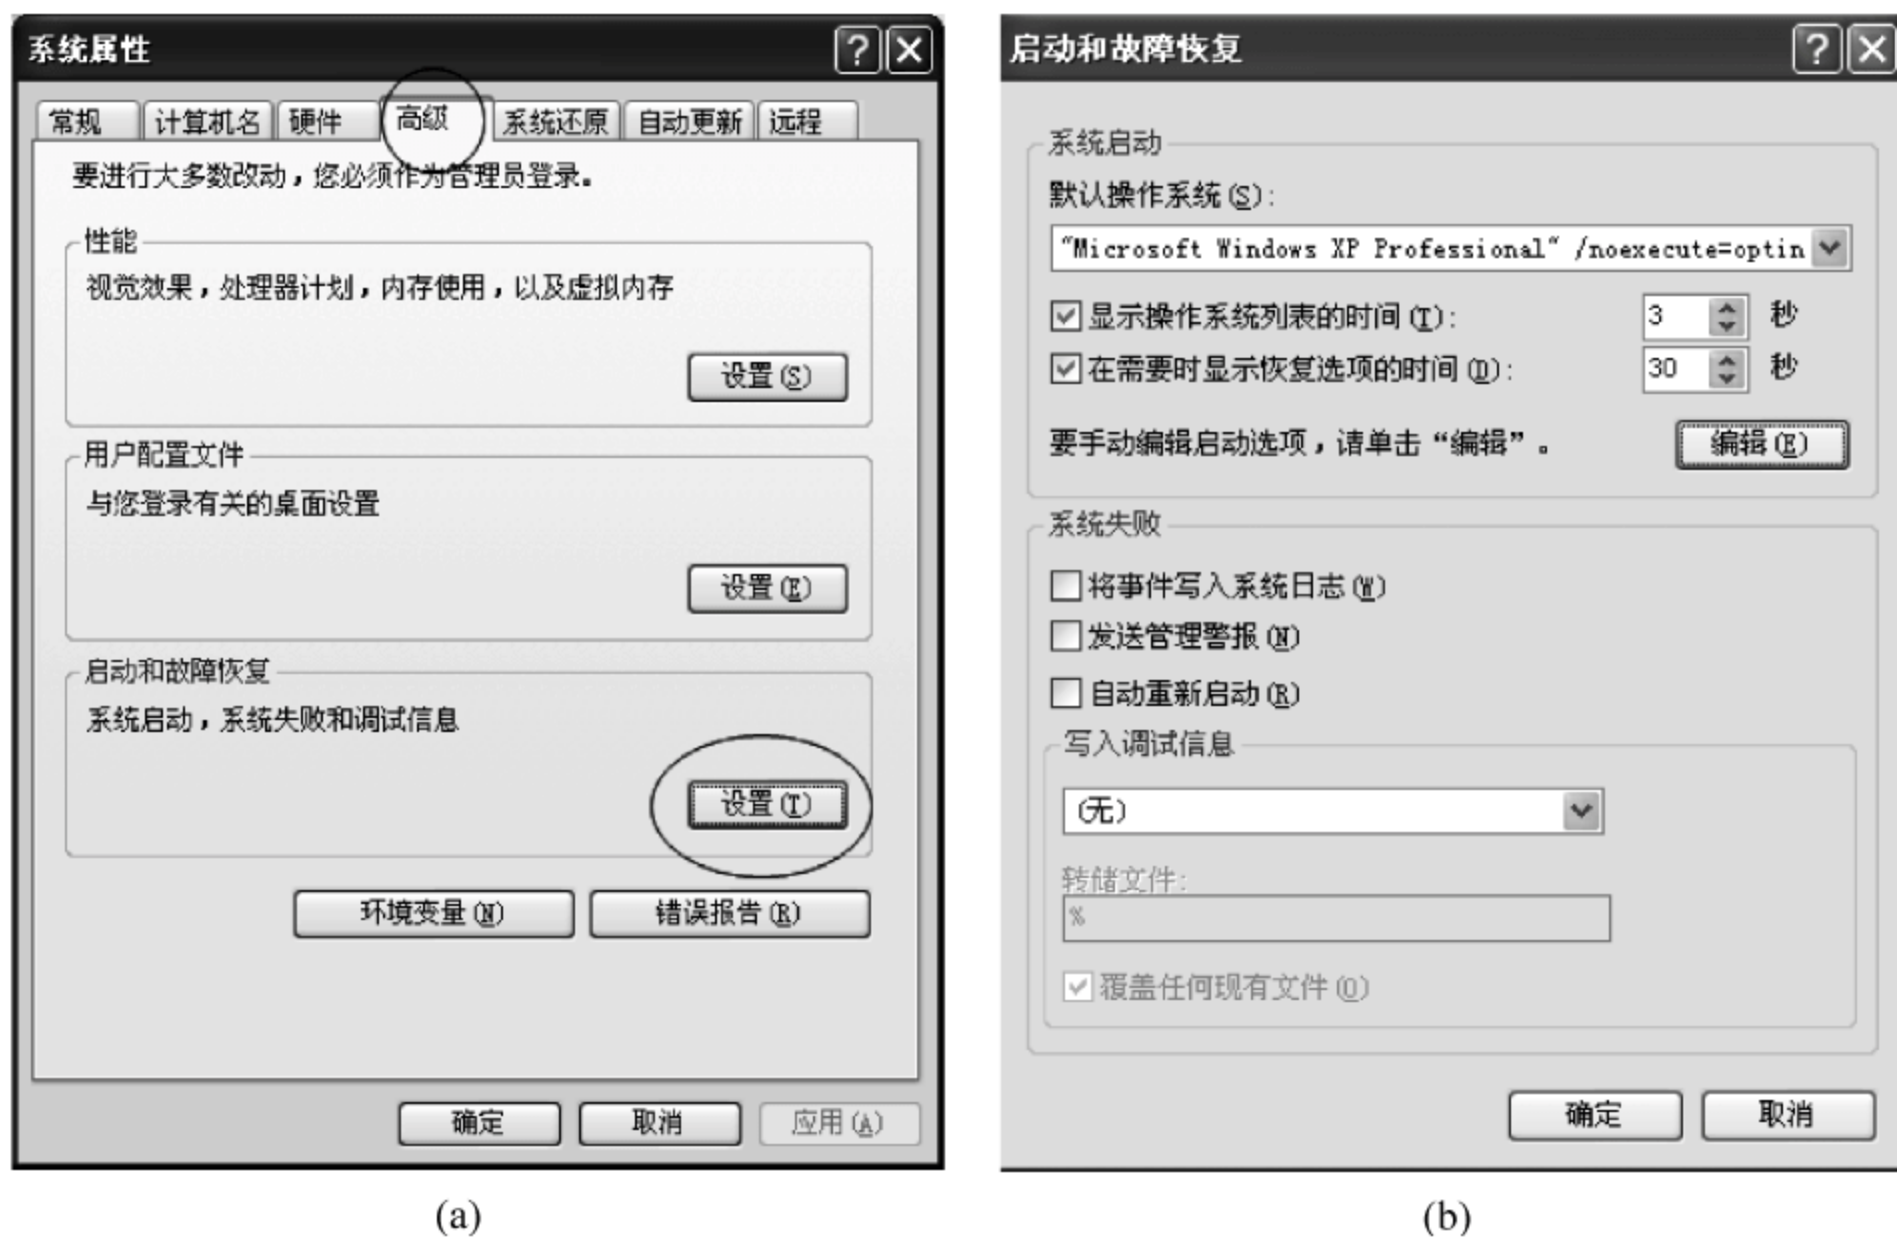 系统属性
常规 计算机名 硬件 高级 系统还原 自动更新 远程
要进行大多数改动，您必须作为管理员登录。
性能
视觉效果，处理器计划，内存使用，以及虚拟内存
设置(S)
用户配置文件
与您登录有关的桌面设置
设置(E)
启动和故障恢复
系统启动，系统失败和调试信息
设置(T)
环境变量(N) 错误报告(R)
确定 取消 应用(A)
(a)
启动和故障恢复
系统启动
默认操作系统(S):
"Microsoft Windows XP Professional" /noexecute=optin
显示操作系统列表的时间(T): 3 秒
在需要时显示恢复选项的时间(D): 30 秒
要手动编辑启动选项，请单击“编辑”。 编辑(E)
系统失败
将事件写入系统日志(W)
发送管理警报(N)
自动重新启动(R)
写入调试信息
(无)
转储文件:
%
覆盖任何现有文件(O)
确定 取消
(b)